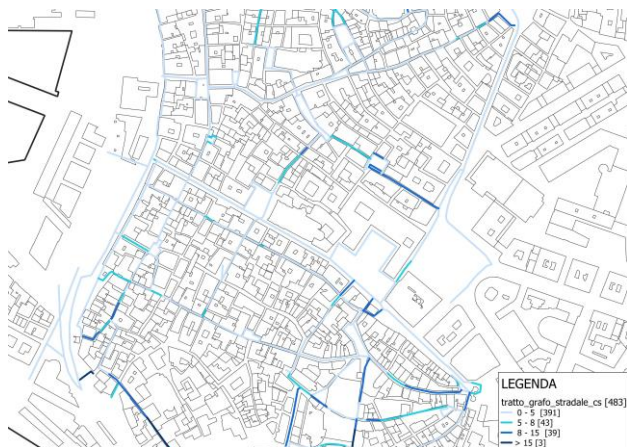 LEGENDA
tratto_grafo_stradale_cs [483]
0 - 5 [391]
5 - 8 [43]
8 - 15 [39]
> 15 [3]